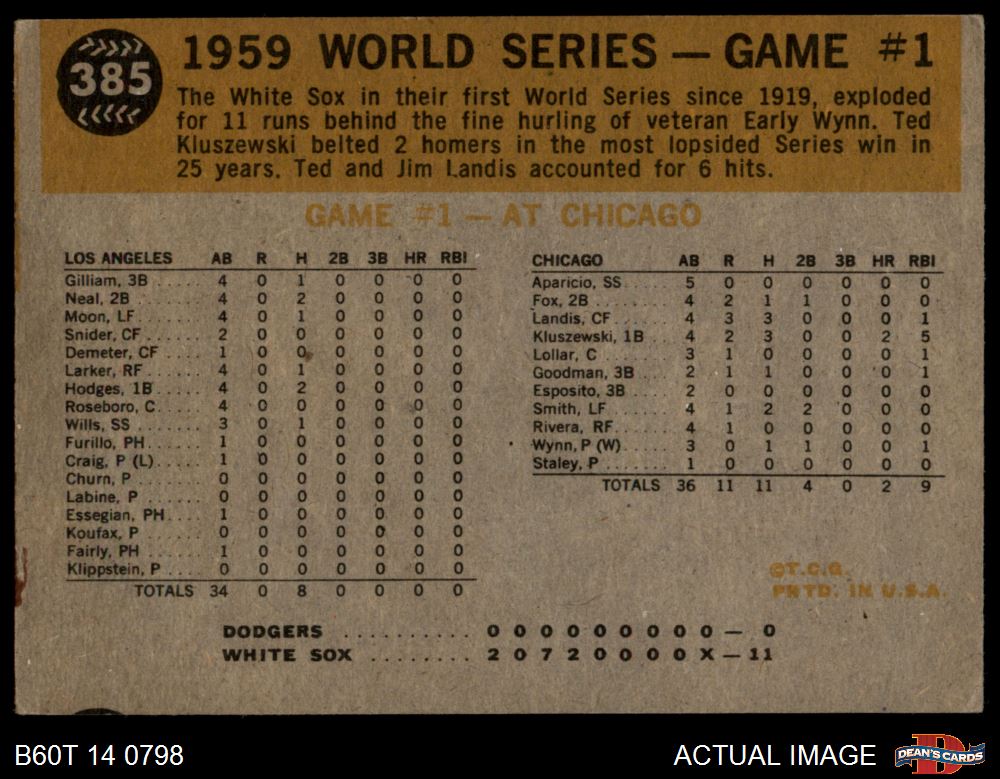 385
1959 WORLD SERIES — GAME #1
The White Sox in their first World Series since 1919, exploded
for 11 runs behind the fine hurling of veteran Early Wynn. Ted
Kluszewski belted 2 homers in the most lopsided Series win in
25 years. Ted and Jim Landis accounted for 6 hits.
GAME #1 — AT CHICAGO
LOS ANGELES AB R H 2B 3B HR RBI
Gilliam, 3B ..... 4 0 1 0 0 0 0
Neal, 2B ....... 4 0 2 0 0 0 0
Moon, LF ....... 4 0 1 0 0 0 0
Snider, CF ...... 2 0 0 0 0 0 0
Demeter, CF .... 1 0 0 0 0 0 0
Larker, RF ...... 4 0 1 0 0 0 0
Hodges, 1B ..... 4 0 2 0 0 0 0
Roseboro, C ..... 4 0 0 0 0 0 0
Wills, SS ....... 3 0 1 0 0 0 0
Furillo, PH ..... 1 0 0 0 0 0 0
Craig, P (L) ..... 1 0 0 0 0 0 0
Churn, P ....... 0 0 0 0 0 0 0
Labine, P ...... 0 0 0 0 0 0 0
Essegian, PH .... 1 0 0 0 0 0 0
Koufax, P ...... 0 0 0 0 0 0 0
Fairly, PH ...... 1 0 0 0 0 0 0
Klippstein, P .... 0 0 0 0 0 0 0
TOTALS 34 0 8 0 0 0 0
CHICAGO AB R H 2B 3B HR RBI
Aparicio, SS ..... 5 0 0 0 0 0 0
Fox, 2B ........ 4 2 1 1 0 0 0
Landis, CF ...... 4 3 3 0 0 0 1
Kluszewski, 1B .. 4 2 3 0 0 2 5
Lollar, C ....... 3 1 0 0 0 0 1
Goodman, 3B ... 2 1 1 0 0 0 1
Esposito, 3B .... 2 0 0 0 0 0 0
Smith, LF ...... 4 1 2 2 0 0 0
Rivera, RF ...... 4 1 0 0 0 0 0
Wynn, P (W) .... 3 0 1 1 0 0 1
Staley, P ....... 1 0 0 0 0 0 0
TOTALS 36 11 11 4 0 2 9
©T.C.G.
PRTD. IN U.S.A.
DODGERS .......... 0 0 0 0 0 0 0 0 0 — 0
WHITE SOX ........ 2 0 7 2 0 0 0 0 X — 11
B60T 14 0798
ACTUAL IMAGE
D
DEAN'S CARDS